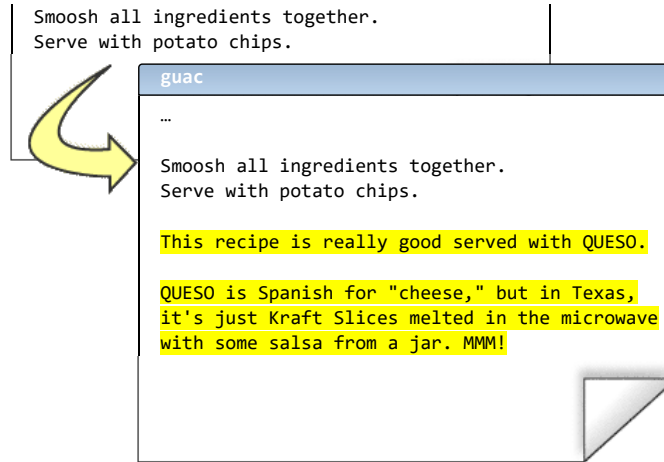 Smoosh all ingredients together.
Serve with potato chips.
guac
…
Smoosh all ingredients together.
Serve with potato chips.
This recipe is really good served with QUESO.
QUESO is Spanish for "cheese," but in Texas,
it's just Kraft Slices melted in the microwave
with some salsa from a jar. MMM!